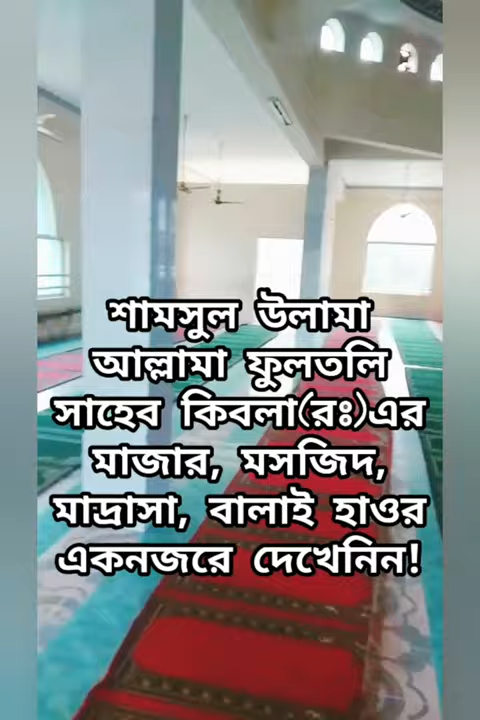 শামসুল উলামা
আল্লামা ফুলতলি
সাহেব কিবলা(রঃ)এর
মাজার, মসজিদ,
মাদ্রাসা, বালাই হাওর
একনজরে দেখেনিন!